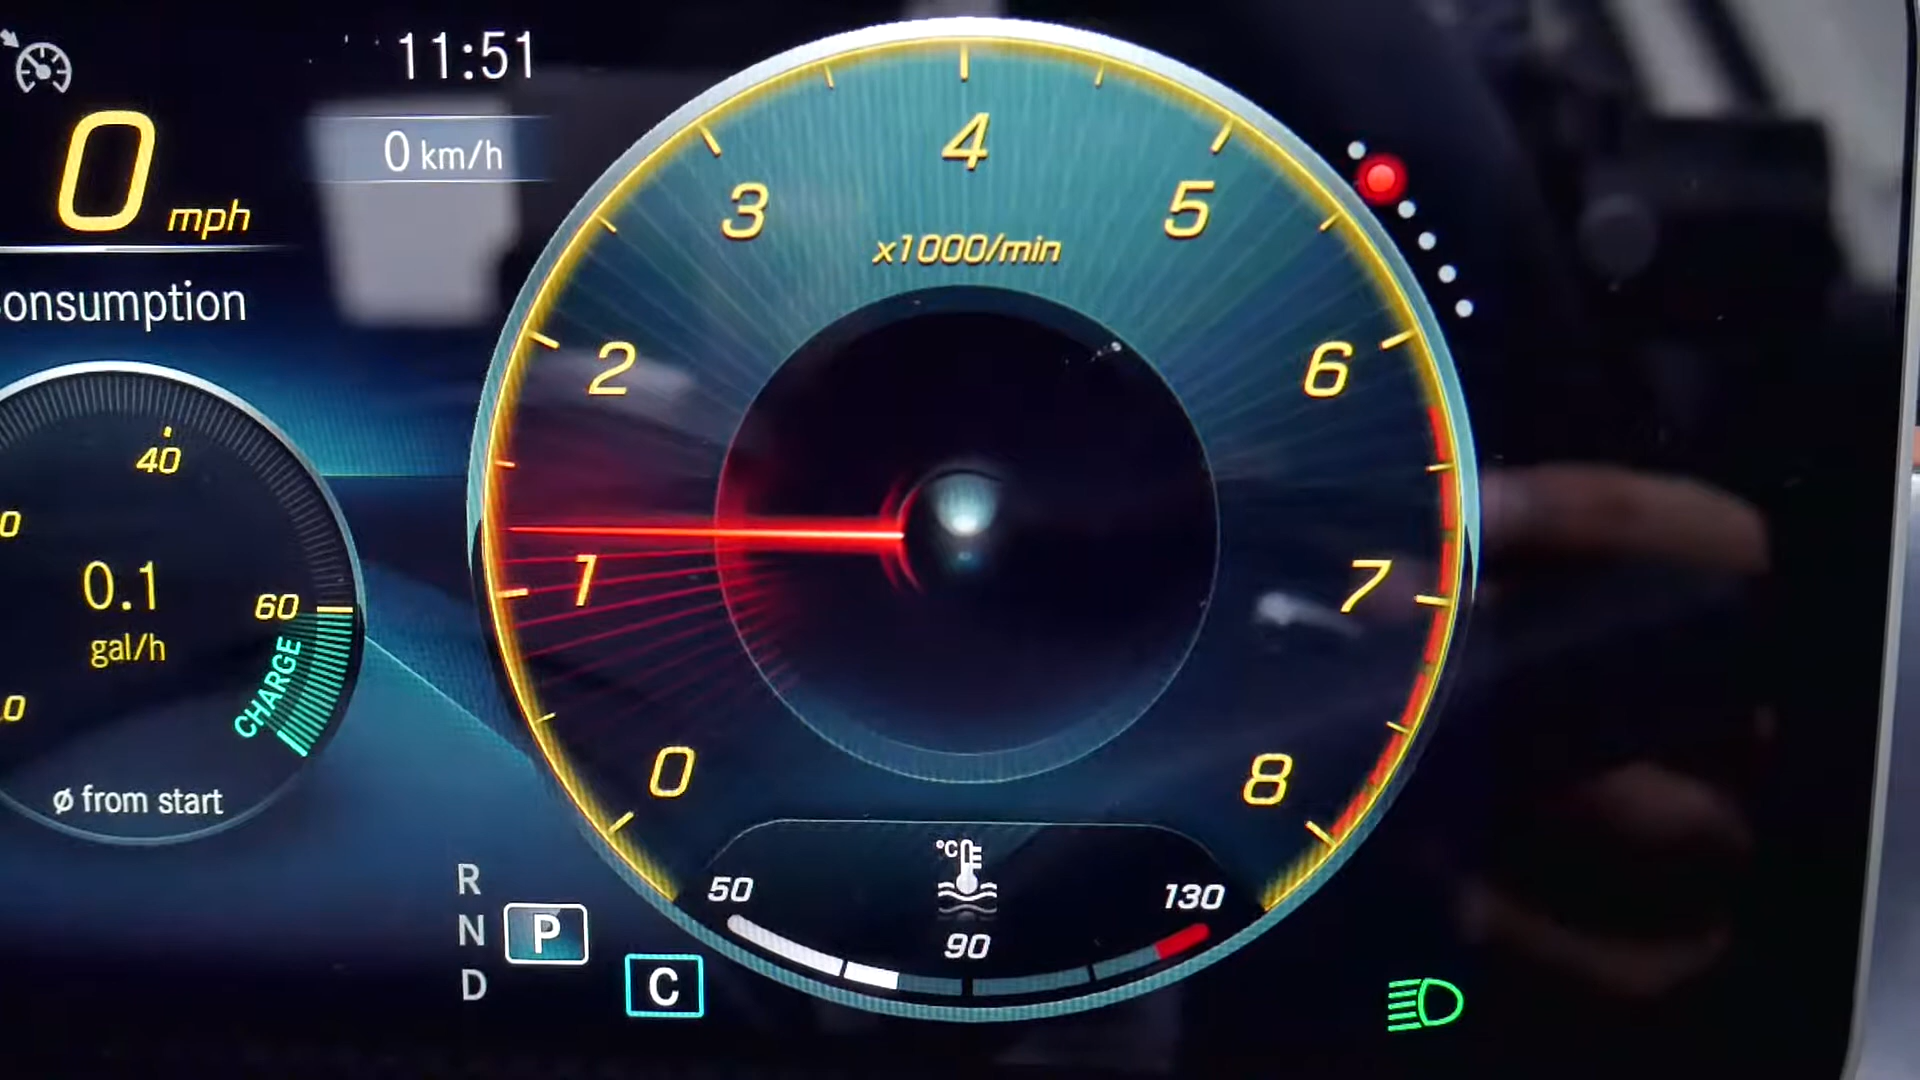 11:51
0 mph
0 km/h
onsumption
40
0
60
0.1
gal/h
CHARGE
.0
ø from start
R
N
D
P
C
0
1
2
3
4
5
6
7
8
x1000/min
°C
50
90
130